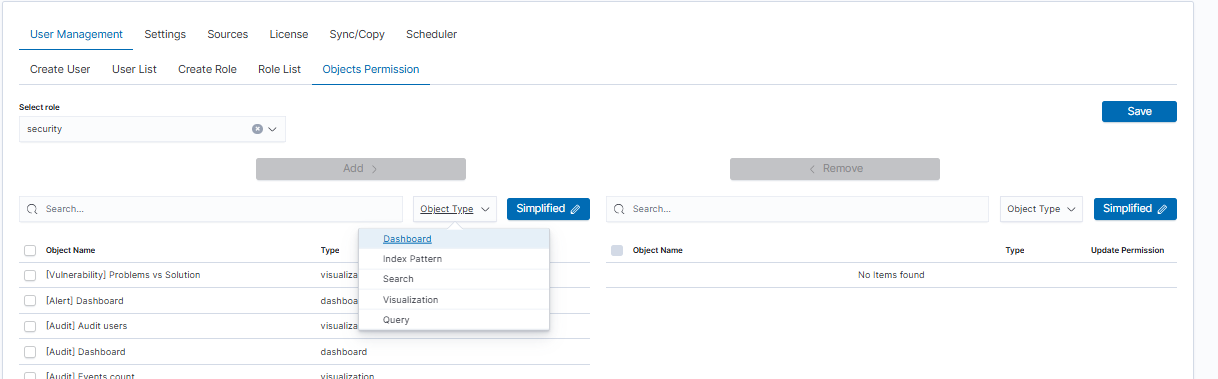 User Management Settings Sources License Sync/Copy Scheduler
Create User User List Create Role Role List Objects Permission
Select role
security
Save
Add
Remove
Search...
Object Type
Simplified
Search...
Object Type
Simplified
Dashboard
Index Pattern
Search
Visualization
Query
Object Name Type
[Vulnerability] Problems vs Solution visualiza
[Alert] Dashboard dashboa
[Audit] Audit users visualiza
[Audit] Dashboard dashboard
[Audit] Events count visualization
Object Name Type Update Permission
No Items found